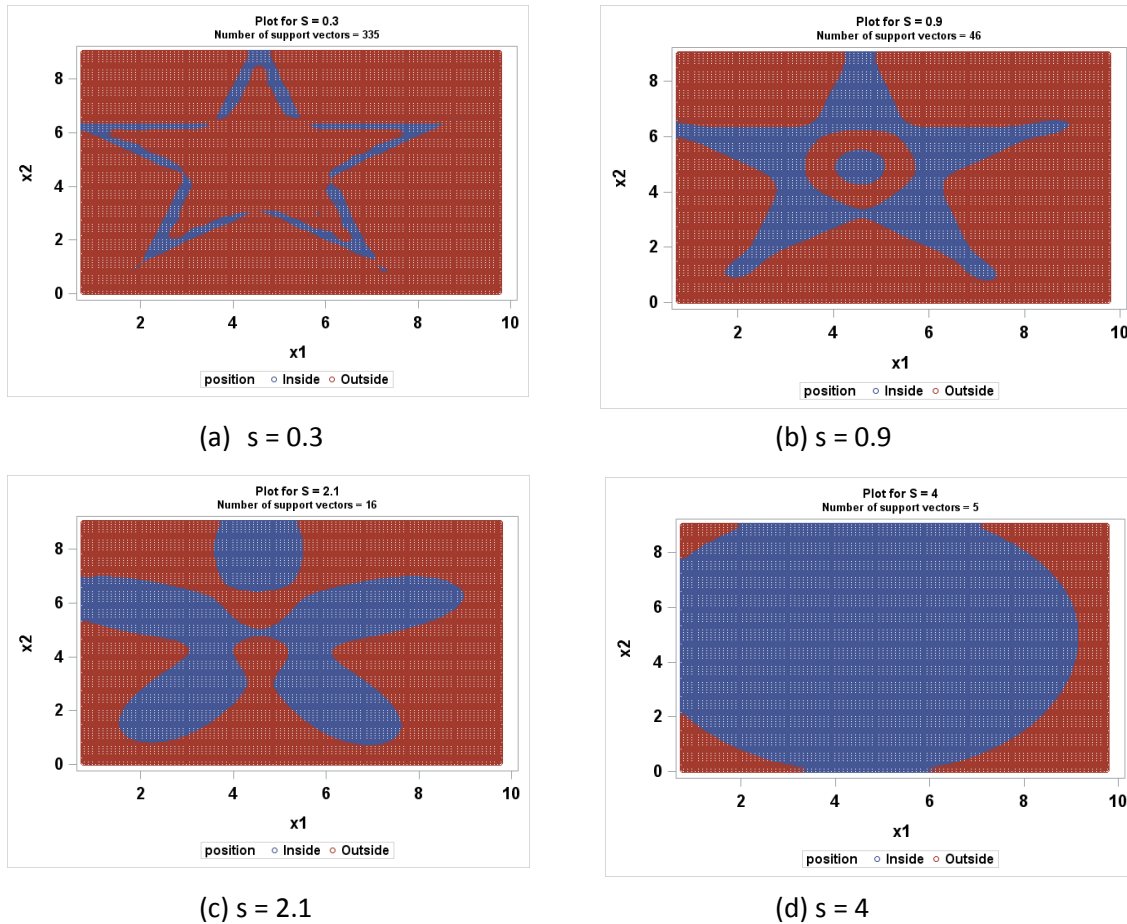 Plot for S = 0.3
Number of support vectors = 335
x2
8
6
4
2
0
2 4 6 8 10
x1
position Inside Outside
(a) s = 0.3
Plot for S = 0.9
Number of support vectors = 46
x2
8
6
4
2
0
2 4 6 8 10
x1
position Inside Outside
(b) s = 0.9
Plot for S = 2.1
Number of support vectors = 16
x2
8
6
4
2
0
2 4 6 8 10
x1
position Inside Outside
(c) s = 2.1
Plot for S = 4
Number of support vectors = 5
x2
8
6
4
2
0
2 4 6 8 10
x1
position Inside Outside
(d) s = 4